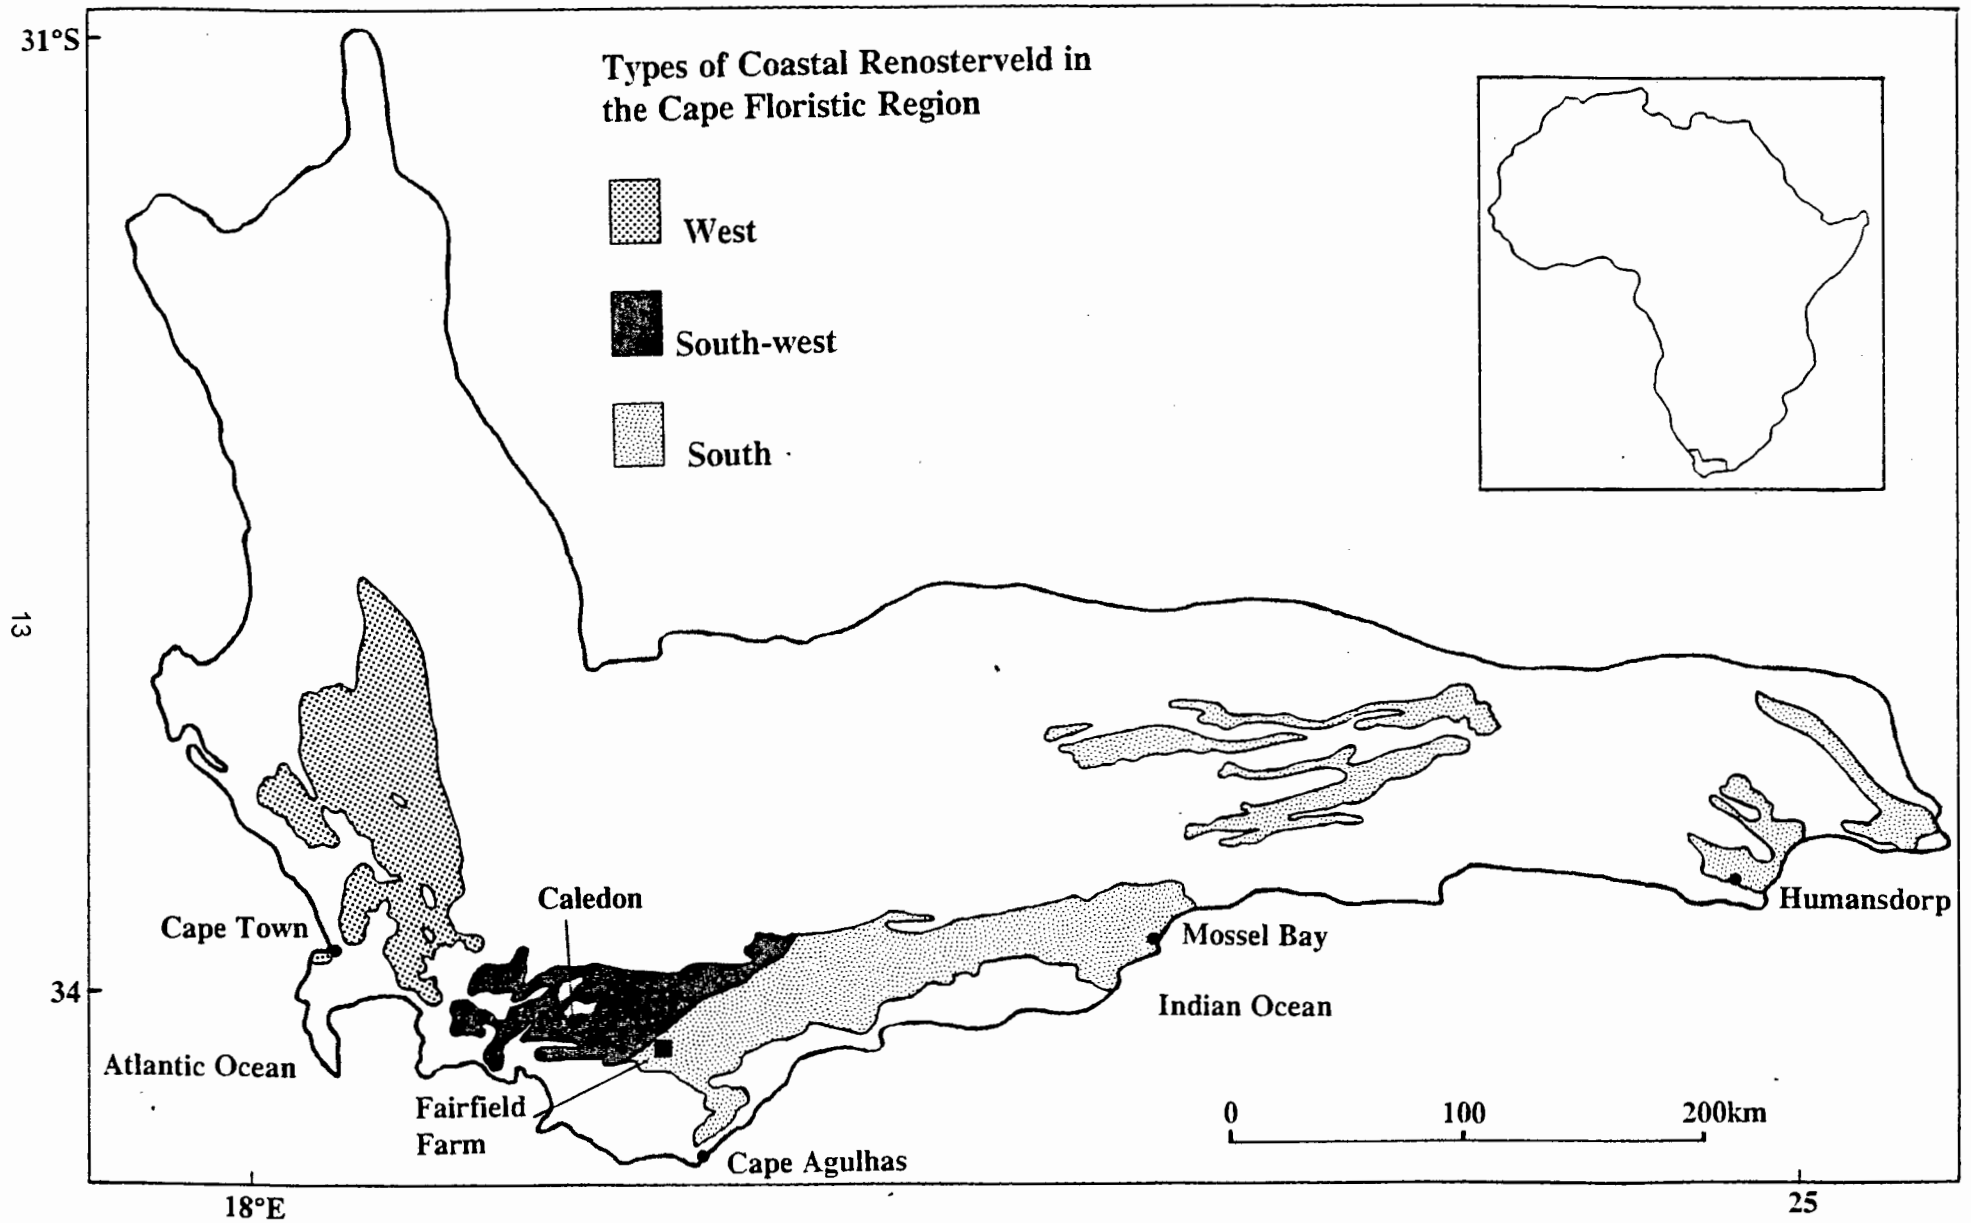 31°S
Types of Coastal Renosterveld in
the Cape Floristic Region
West
South-west
South
13
Caledon
Cape Town
Humansdorp
Mossel Bay
34
Indian Ocean
Atlantic Ocean
Fairfield
Farm
0 100 200km
Cape Agulhas
18°E 25